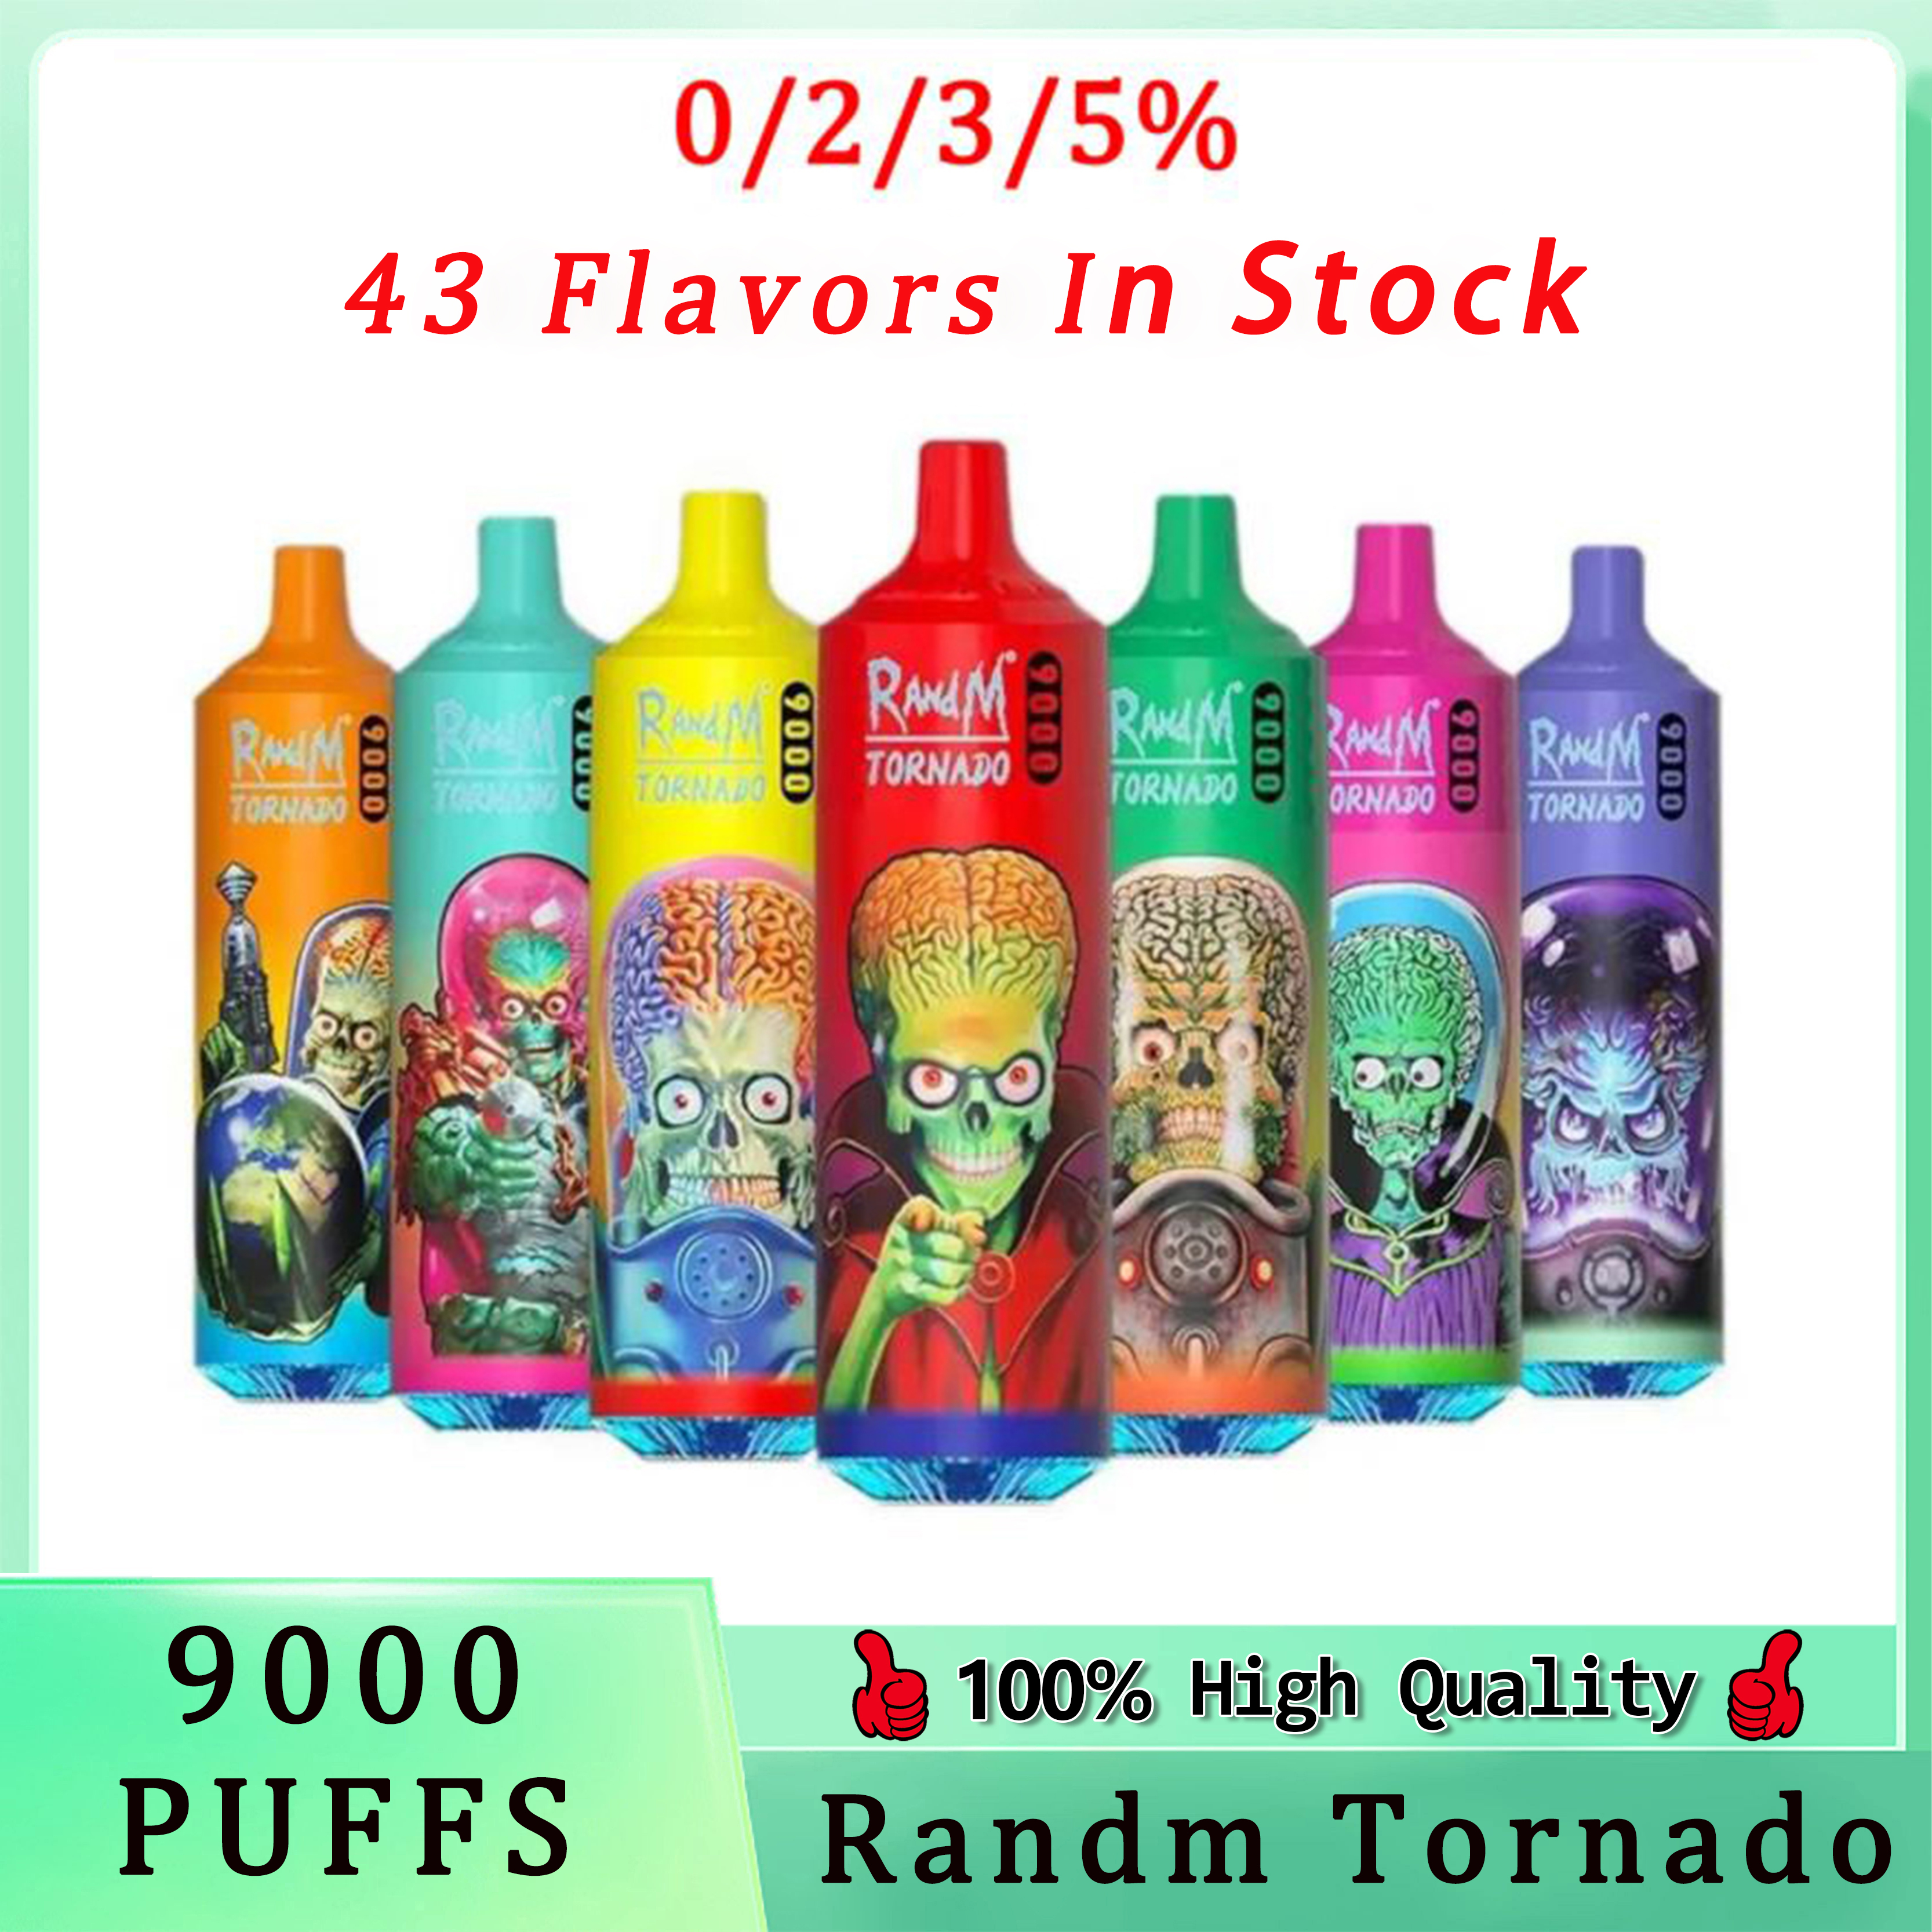 0/2/3/5%
43 Flavors In Stock
RandM
TORNADO
9000
RandM
TORNADO
9000
RandM
TORNADO
9000
RandM
TORNADO
9000
RandM
TORNADO
9000
RandM
TORNADO
9000
RandM
TORNADO
9000
9000
PUFFS
100% High Quality
Randm Tornado